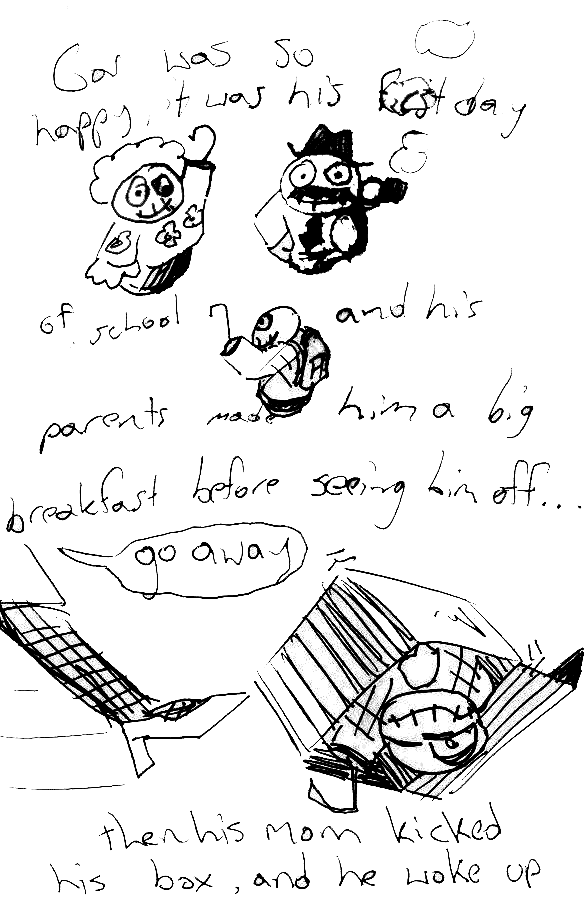 Gar was so
happy, it was his first day
of school and his
parents made him a big
breakfast before seeing him off...
go away
then his mom kicked
his box, and he woke up